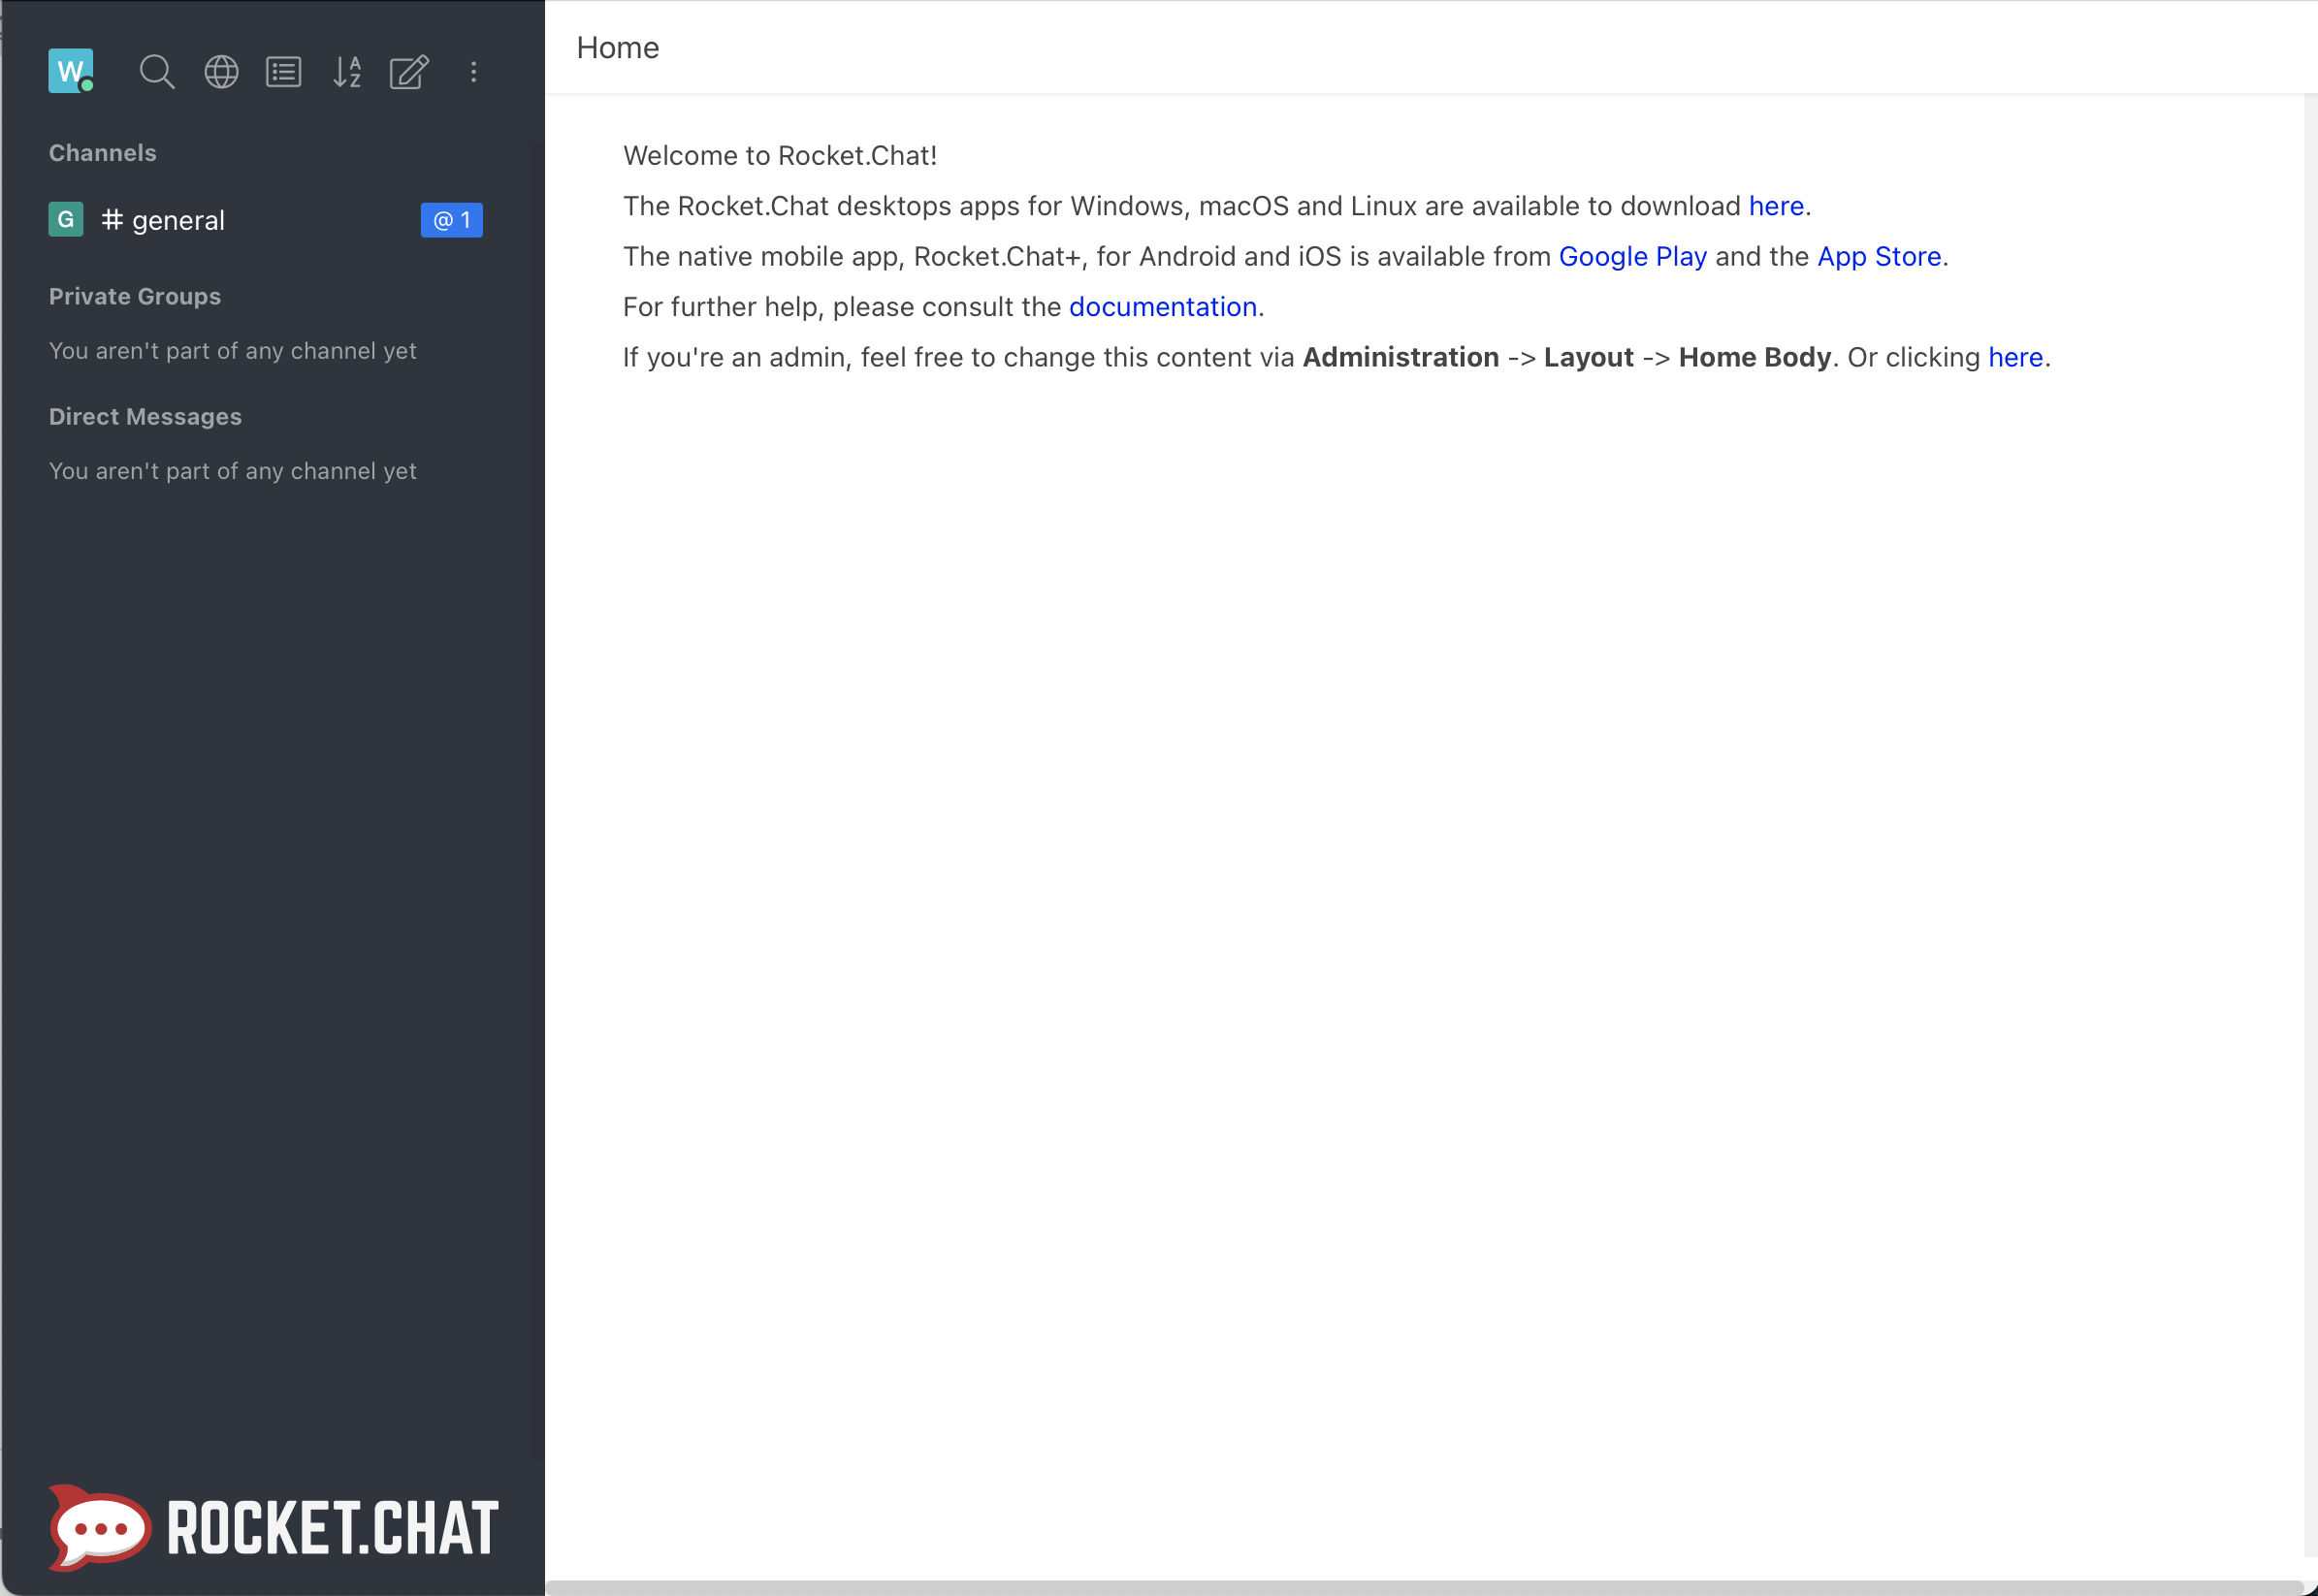 W
A
Z
Channels
G # general @ 1
Private Groups
You aren't part of any channel yet
Direct Messages
You aren't part of any channel yet
ROCKET.CHAT
Home
Welcome to Rocket.Chat!
The Rocket.Chat desktops apps for Windows, macOS and Linux are available to download here.
The native mobile app, Rocket.Chat+, for Android and iOS is available from Google Play and the App Store.
For further help, please consult the documentation.
If you're an admin, feel free to change this content via Administration -> Layout -> Home Body. Or clicking here.